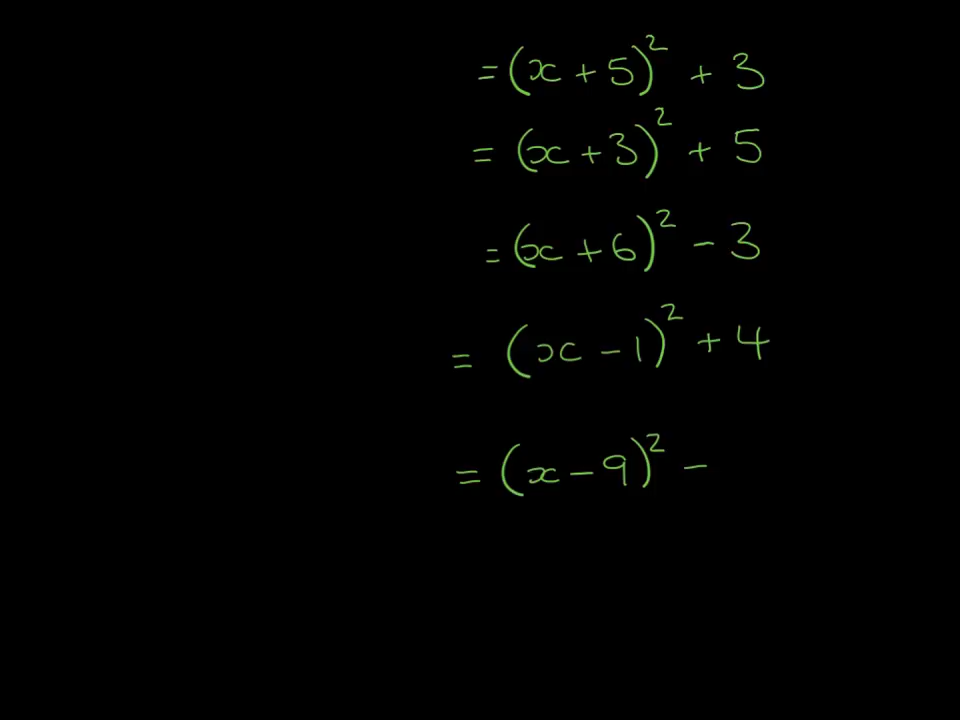 = (x + 5)² + 3
= (x + 3)² + 5
= (x + 6)² - 3
= (x - 1)² + 4
= (x - 9)² -